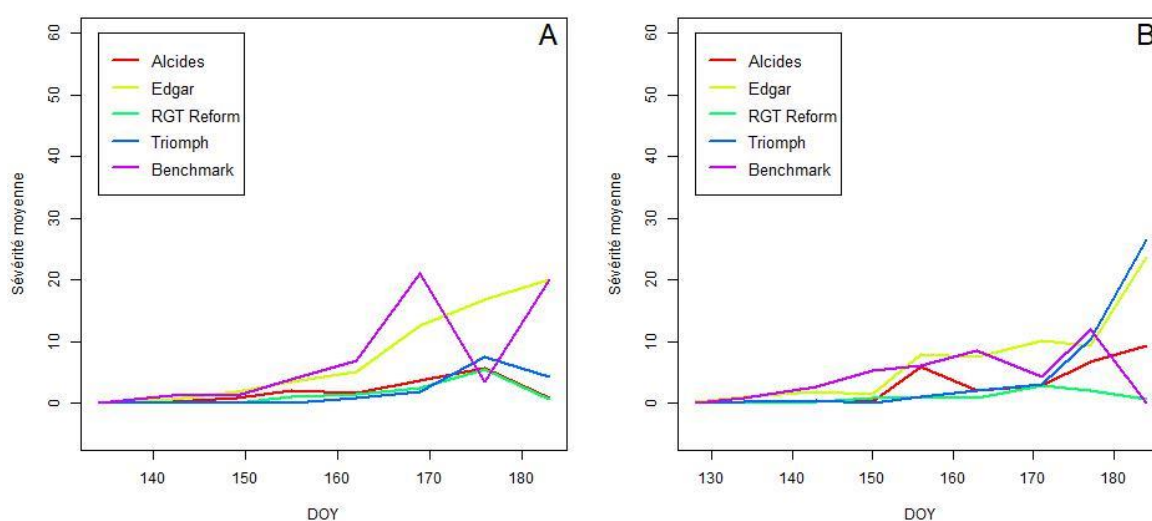 A
Alcides
Edgar
RGT Reform
Triomph
Benchmark
Sévérité moyenne
60
50
40
30
20
10
0
140 150 160 170 180
DOY
B
Alcides
Edgar
RGT Reform
Triomph
Benchmark
Sévérité moyenne
60
50
40
30
20
10
0
130 140 150 160 170 180
DOY